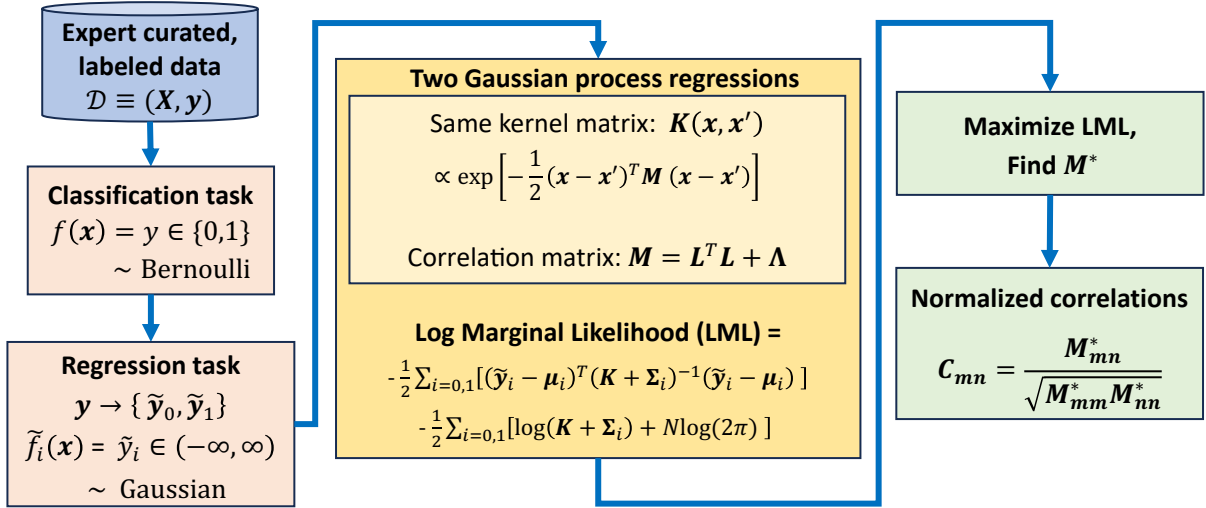 Expert curated,
labeled data
𝒟 ≡ (X, y)
Classification task
f(x) = y ∈ {0,1}
~ Bernoulli
Regression task
y → { ỹ₀, ỹ₁}
f̃ᵢ(x) = ỹᵢ ∈ (−∞, ∞)
~ Gaussian
Two Gaussian process regressions
Same kernel matrix: K(x, x′)
∝ exp [−1/2 (x − x′)ᵀ M (x − x′)]
Correlation matrix: M = LᵀL + Λ
Log Marginal Likelihood (LML) =
- 1/2 ∑ᵢ₌₀,₁[(ỹᵢ − μᵢ)ᵀ(K + Σᵢ)⁻¹(ỹᵢ − μᵢ) ]
- 1/2 ∑ᵢ₌₀,₁[log(K + Σᵢ) + Nlog(2π) ]
Maximize LML,
Find M*
Normalized correlations
Cₘₙ = M*ₘₙ / √(M*ₘₘ M*ₙₙ)